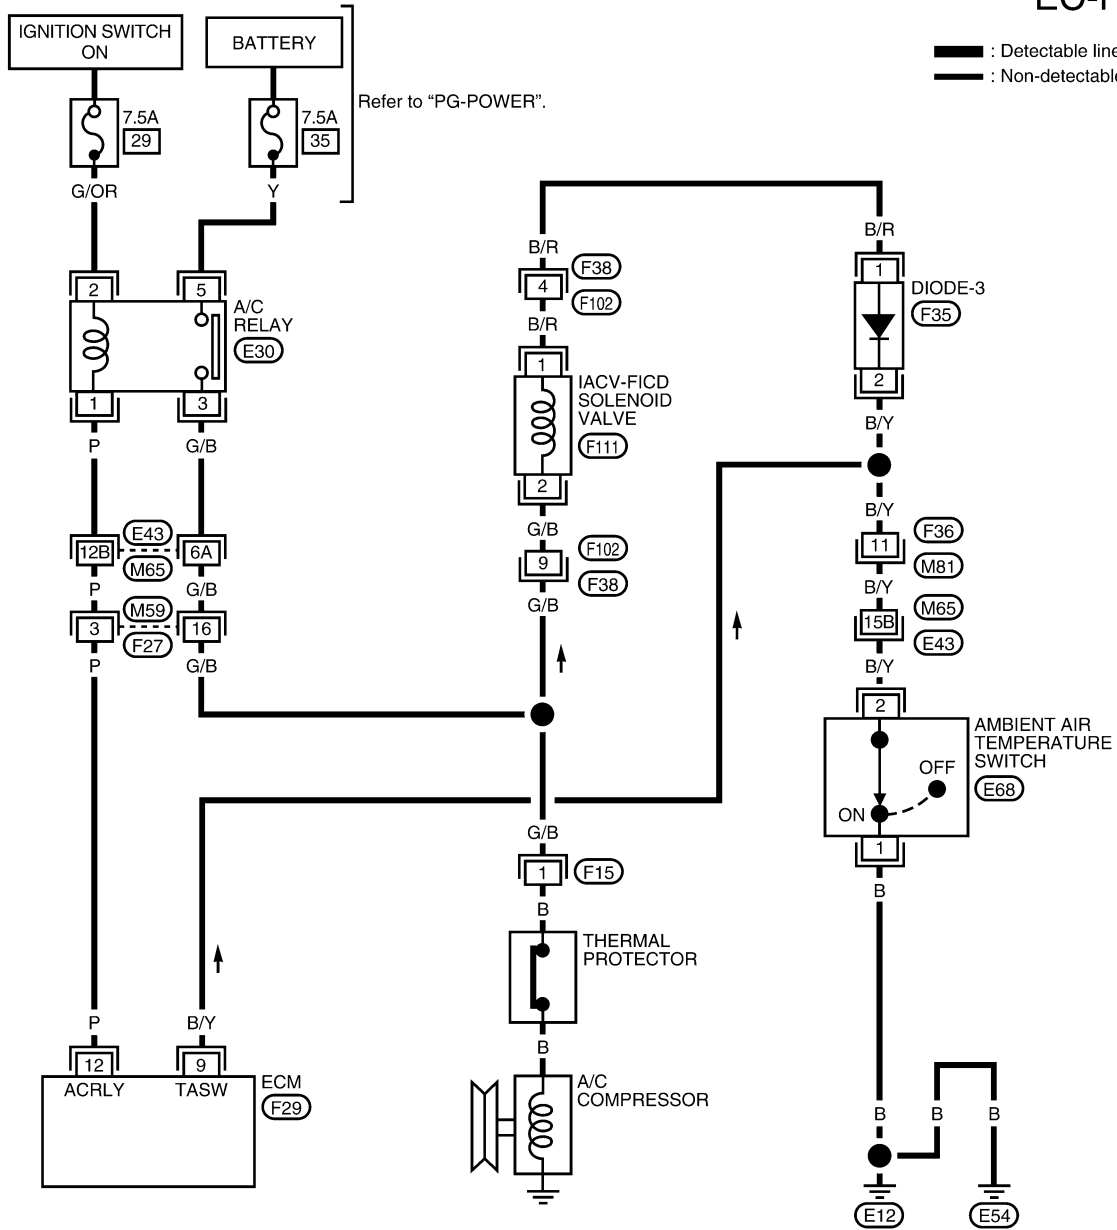 IGNITION SWITCH
ON
BATTERY
: Detectable line
: Non-detectable
Refer to “PG-POWER”.
7.5A
29
7.5A
35
G/OR
Y
B/R
B/R
2
5
A/C
RELAY
E30
4
F38
F102
1
DIODE-3
F35
B/R
1
2
IACV-FICD
SOLENOID
VALVE
F111
1
3
B/Y
P
G/B
2
G/B
B/Y
12B
E43
M65
6A
9
F102
F38
11
F36
M81
P
G/B
G/B
B/Y
3
M59
F27
16
15B
M65
E43
P
G/B
B/Y
2
AMBIENT AIR
TEMPERATURE
SWITCH
E68
OFF
ON
G/B
1
1
F15
B
B
THERMAL
PROTECTOR
P
B/Y
B
12
9
ACRLY
TASW
ECM
F29
A/C
COMPRESSOR
B
B
B
E12
E54